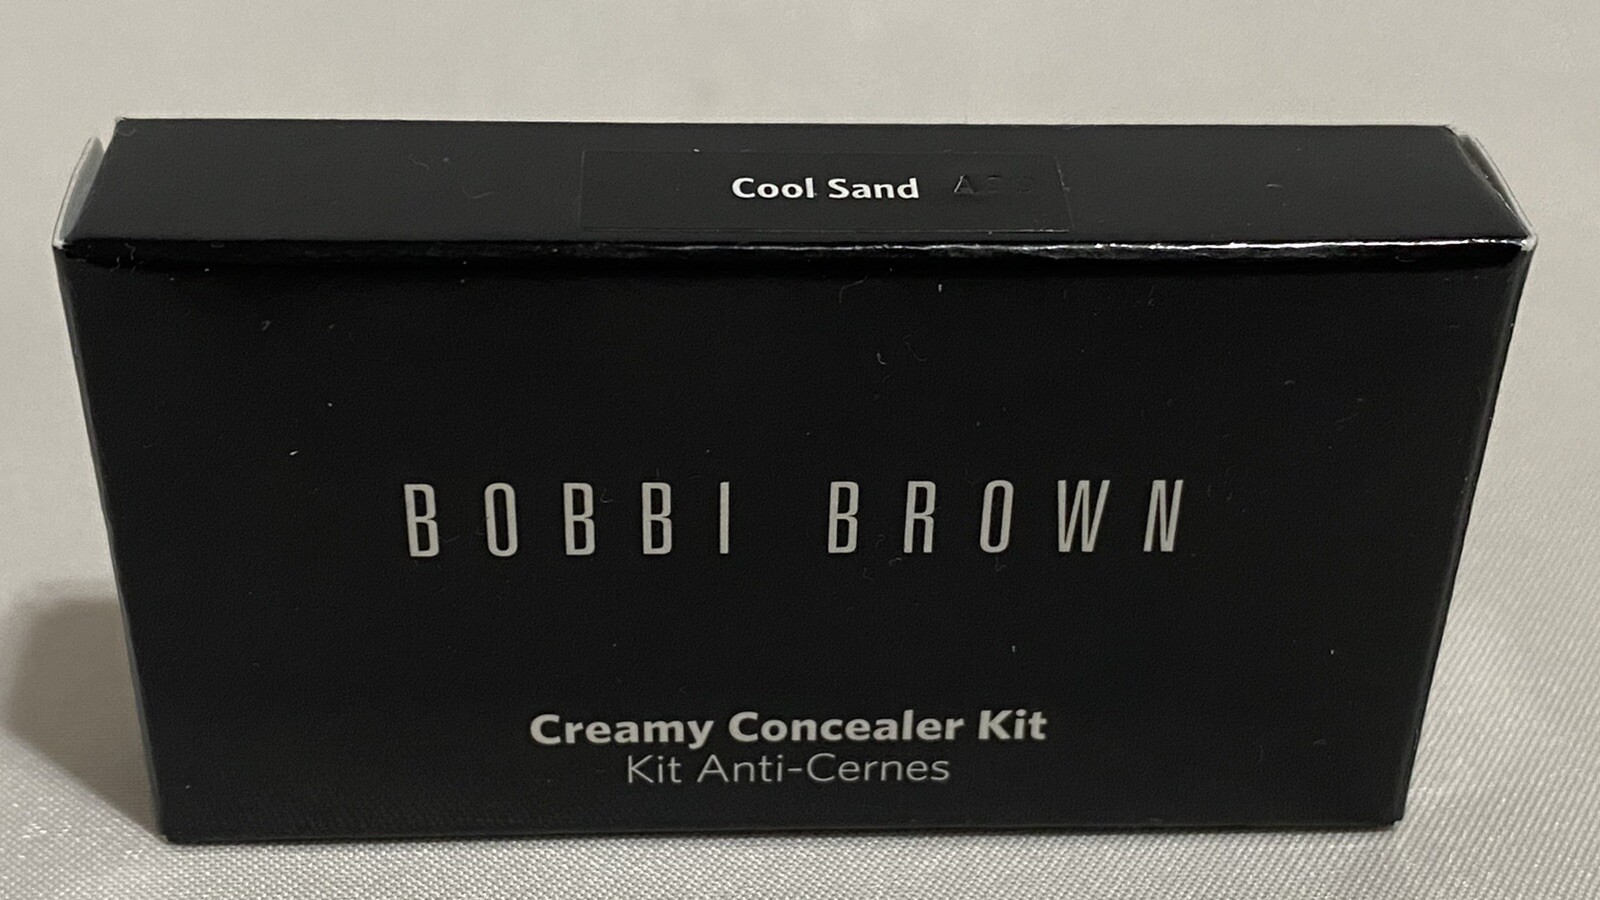 Cool Sand
BOBBI BROWN
Creamy Concealer Kit
Kit Anti-Cernes